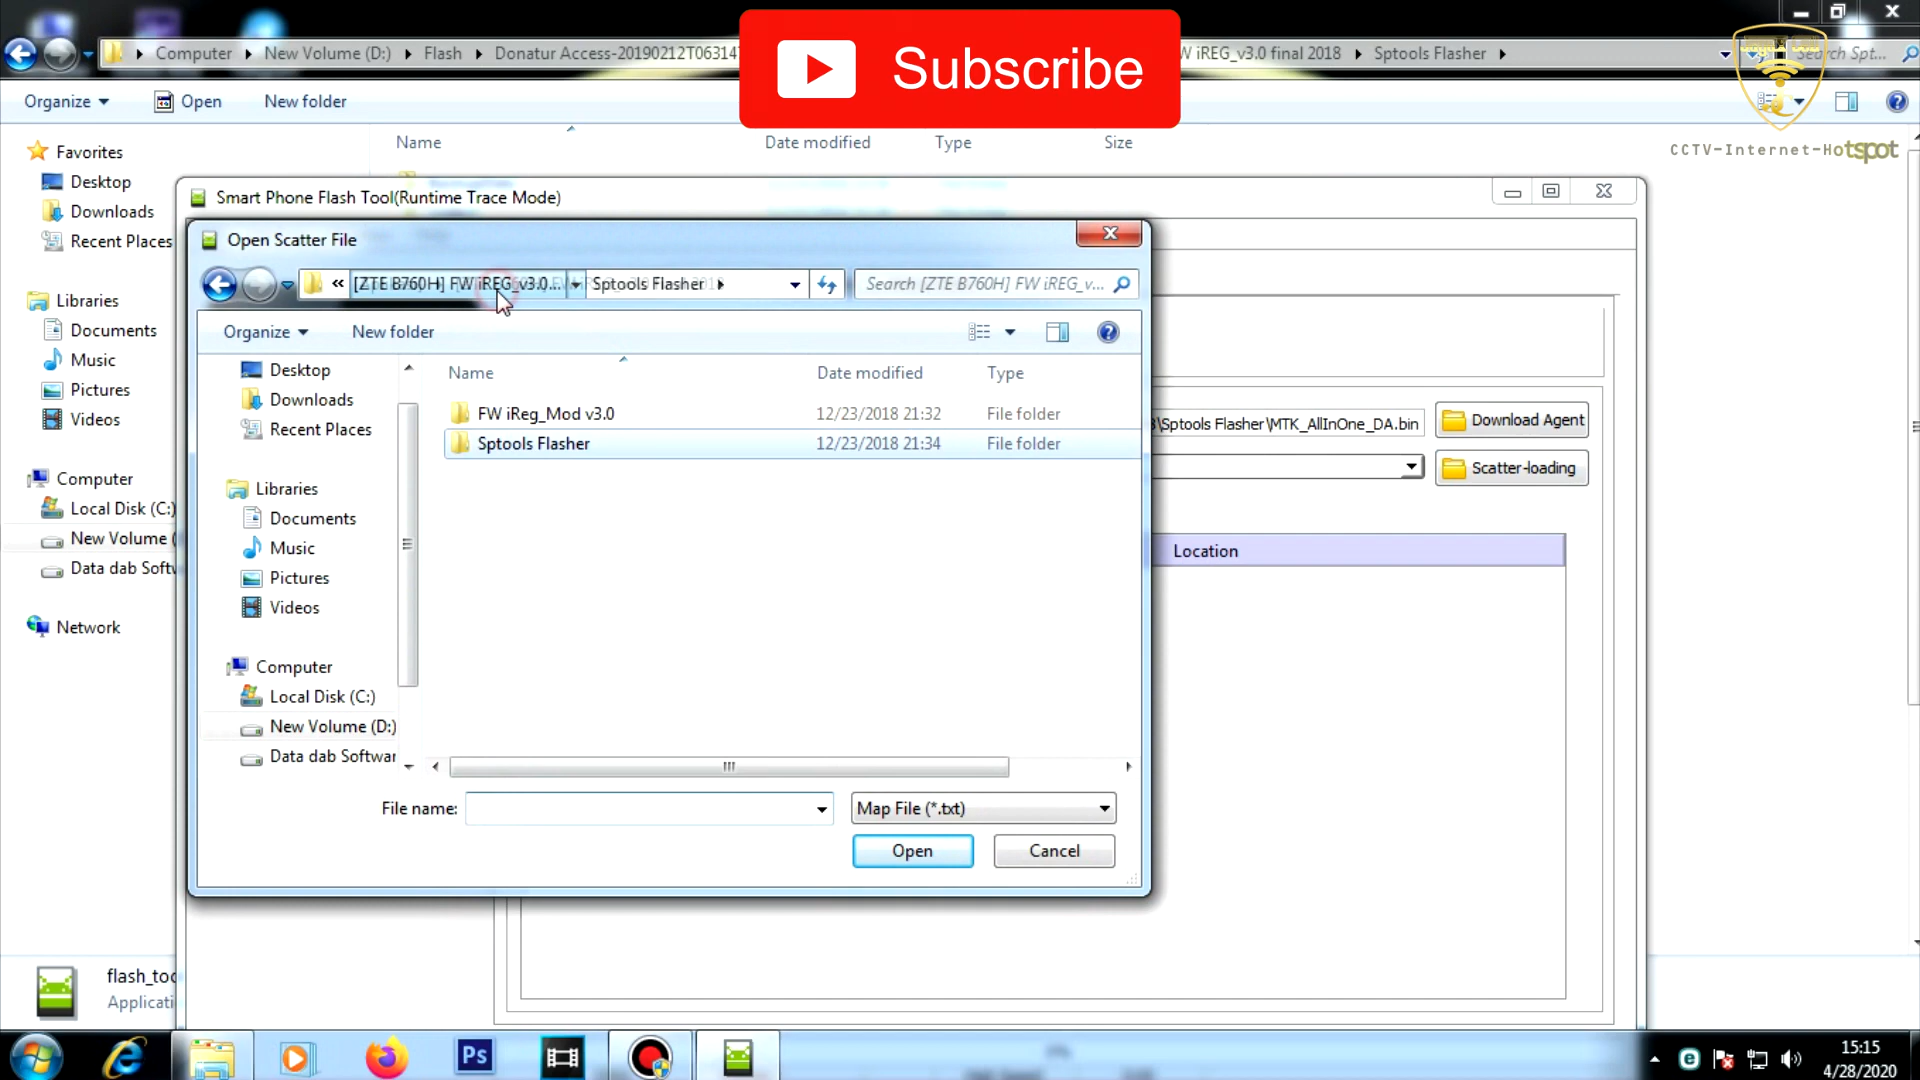 Subscribe
Computer
New Volume (D:)
Flash
Donatur Access-20190212T06314
iREG_v3.0 final 2018
Sptools Flasher
Search Spt...
Organize
Open
New folder
CCTV-Internet-Hotspot
Name
Date modified
Type
Size
Favorites
Desktop
Downloads
Recent Places
Libraries
Documents
Music
Pictures
Videos
Computer
Local Disk (C:)
New Volume (
Data dab Softw
Network
Smart Phone Flash Tool(Runtime Trace Mode)
Open Scatter File
« [ZTE B760H] FW iREG_v3.0... Sptools Flasher
Search [ZTE B760H] FW iREG_v...
Organize
New folder
Name
Date modified
Type
Desktop
Downloads
Recent Places
Libraries
Documents
Music
Pictures
Videos
Computer
Local Disk (C:)
New Volume (D:)
Data dab Softwar
FW iReg_Mod v3.0 12/23/2018 21:32 File folder
Sptools Flasher 12/23/2018 21:34 File folder
File name:
Map File (*.txt)
Open
Cancel
\Sptools Flasher\MTK_AllInOne_DA.bin
Download Agent
Scatter-loading
Location
flash_too
Applicati
Ps
15:15
4/28/2020